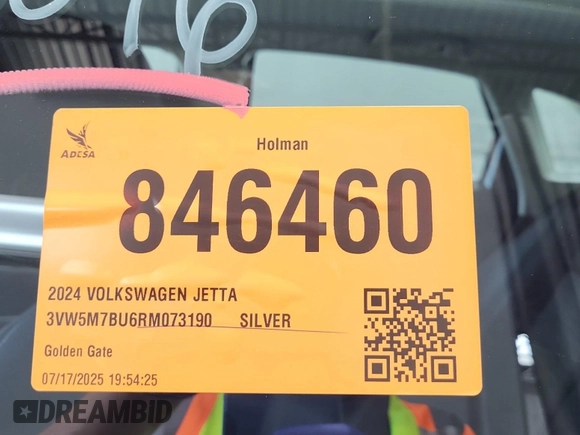 ADESA
Holman
846460
2024 VOLKSWAGEN JETTA
3VW5M7BU6RM073190 SILVER
Golden Gate
07/17/2025 19:54:25
DREAMBID